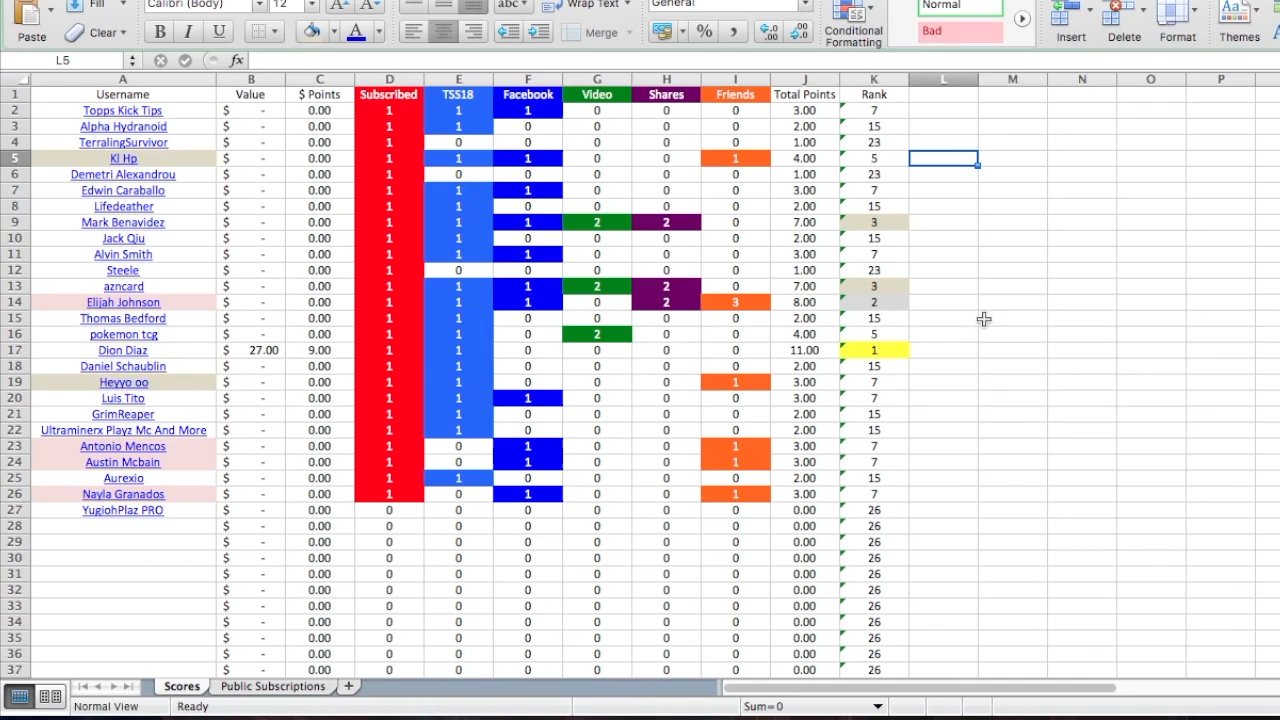 Fill Calibri (Body) 12 A A abc Wrap Text General Normal
Paste Clear B I U A Merge % , .0 .00 .00 .0 Conditional Formatting Bad Insert Delete Format Themes
L5 fx
A B C D E F G H I J K L M N O P
1 Username Value $ Points Subscribed TSS18 Facebook Video Shares Friends Total Points Rank
2 Topps Kick Tips $ - 0.00 1 1 1 0 0 0 3.00 7
3 Alpha Hydranoid $ - 0.00 1 1 0 0 0 0 2.00 15
4 TerralingSurvivor $ - 0.00 1 0 0 0 0 0 1.00 23
5 Kl Hp $ - 0.00 1 1 1 0 0 1 4.00 5
6 Demetri Alexandrou $ - 0.00 1 0 0 0 0 0 1.00 23
7 Edwin Caraballo $ - 0.00 1 1 1 0 0 0 3.00 7
8 Lifedeather $ - 0.00 1 1 0 0 0 0 2.00 15
9 Mark Benavidez $ - 0.00 1 1 1 2 2 0 7.00 3
10 Jack Qiu $ - 0.00 1 1 0 0 0 0 2.00 15
11 Alvin Smith $ - 0.00 1 1 1 0 0 0 3.00 7
12 Steele $ - 0.00 1 0 0 0 0 0 1.00 23
13 azncard $ - 0.00 1 1 1 2 2 0 7.00 3
14 Elijah Johnson $ - 0.00 1 1 1 0 2 3 8.00 2
15 Thomas Bedford $ - 0.00 1 1 0 0 0 0 2.00 15
16 pokemon tcg $ - 0.00 1 1 0 2 0 0 4.00 5
17 Dion Diaz $ 27.00 9.00 1 1 0 0 0 0 11.00 1
18 Daniel Schaublin $ - 0.00 1 1 0 0 0 0 2.00 15
19 Heyyo oo $ - 0.00 1 1 0 0 0 1 3.00 7
20 Luis Tito $ - 0.00 1 1 1 0 0 0 3.00 7
21 GrimReaper $ - 0.00 1 1 0 0 0 0 2.00 15
22 Ultraminerx Playz Mc And More $ - 0.00 1 1 0 0 0 0 2.00 15
23 Antonio Mencos $ - 0.00 1 0 1 0 0 1 3.00 7
24 Austin Mcbain $ - 0.00 1 0 1 0 0 1 3.00 7
25 Aurexio $ - 0.00 1 1 0 0 0 0 2.00 15
26 Nayla Granados $ - 0.00 1 0 1 0 0 1 3.00 7
27 YugiohPlaz PRO $ - 0.00 0 0 0 0 0 0 0.00 26
28 $ - 0.00 0 0 0 0 0 0 0.00 26
29 $ - 0.00 0 0 0 0 0 0 0.00 26
30 $ - 0.00 0 0 0 0 0 0 0.00 26
31 $ - 0.00 0 0 0 0 0 0 0.00 26
32 $ - 0.00 0 0 0 0 0 0 0.00 26
33 $ - 0.00 0 0 0 0 0 0 0.00 26
34 $ - 0.00 0 0 0 0 0 0 0.00 26
35 $ - 0.00 0 0 0 0 0 0 0.00 26
36 $ - 0.00 0 0 0 0 0 0 0.00 26
37 $ - 0.00 0 0 0 0 0 0 0.00 26
Scores Public Subscriptions +
Normal View Ready Sum=0